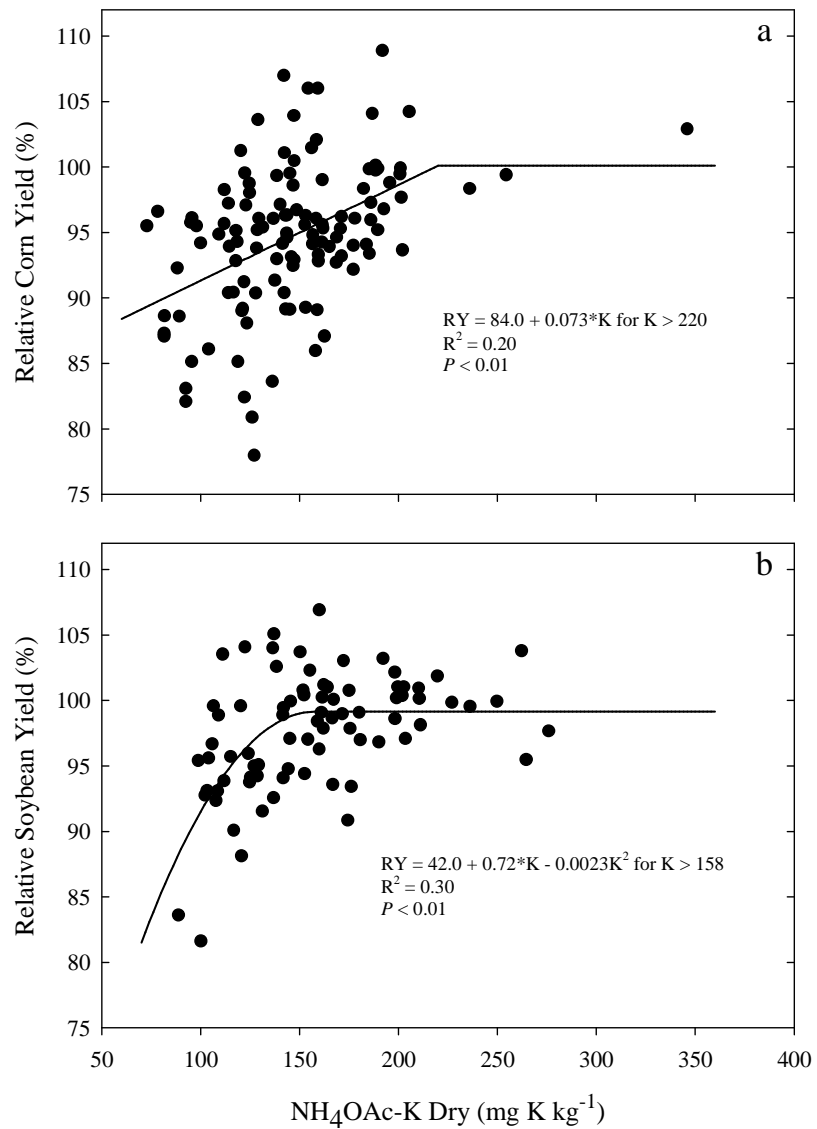 a
Relative Corn Yield (%)
110
105
100
95
90
85
80
75
RY = 84.0 + 0.073*K for K > 220
R² = 0.20
P < 0.01
b
Relative Soybean Yield (%)
110
105
100
95
90
85
80
75
RY = 42.0 + 0.72*K - 0.0023K² for K > 158
R² = 0.30
P < 0.01
50 100 150 200 250 300 350 400
NH₄OAc-K Dry (mg K kg⁻¹)